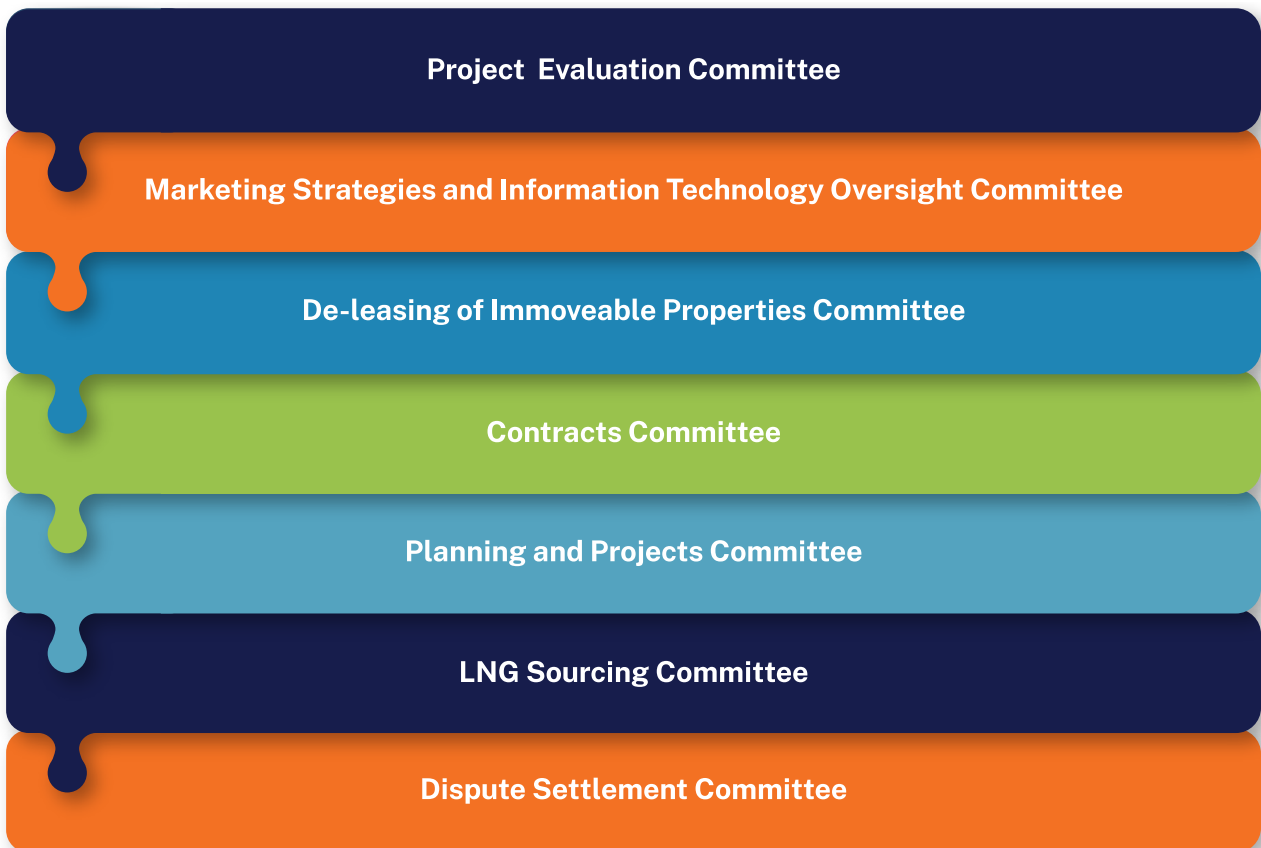 Project Evaluation Committee
Marketing Strategies and Information Technology Oversight Committee
De-leasing of Immoveable Properties Committee
Contracts Committee
Planning and Projects Committee
LNG Sourcing Committee
Dispute Settlement Committee